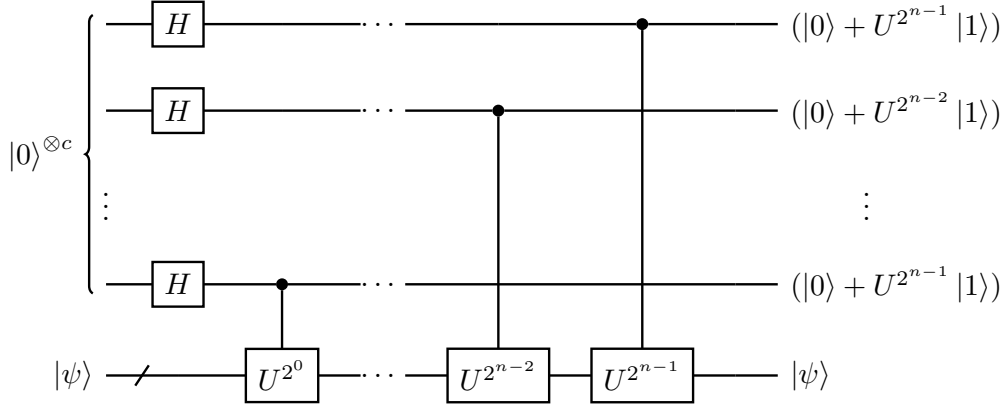 H ··· (|0⟩ + U^{2^{n-1}} |1⟩)
H ··· (|0⟩ + U^{2^{n-2}} |1⟩)
|0⟩^{⊗c}
⋮ ⋮
H ··· (|0⟩ + U^{2^{n-1}} |1⟩)
|ψ⟩ U^{2^0} ··· U^{2^{n-2}} U^{2^{n-1}} |ψ⟩